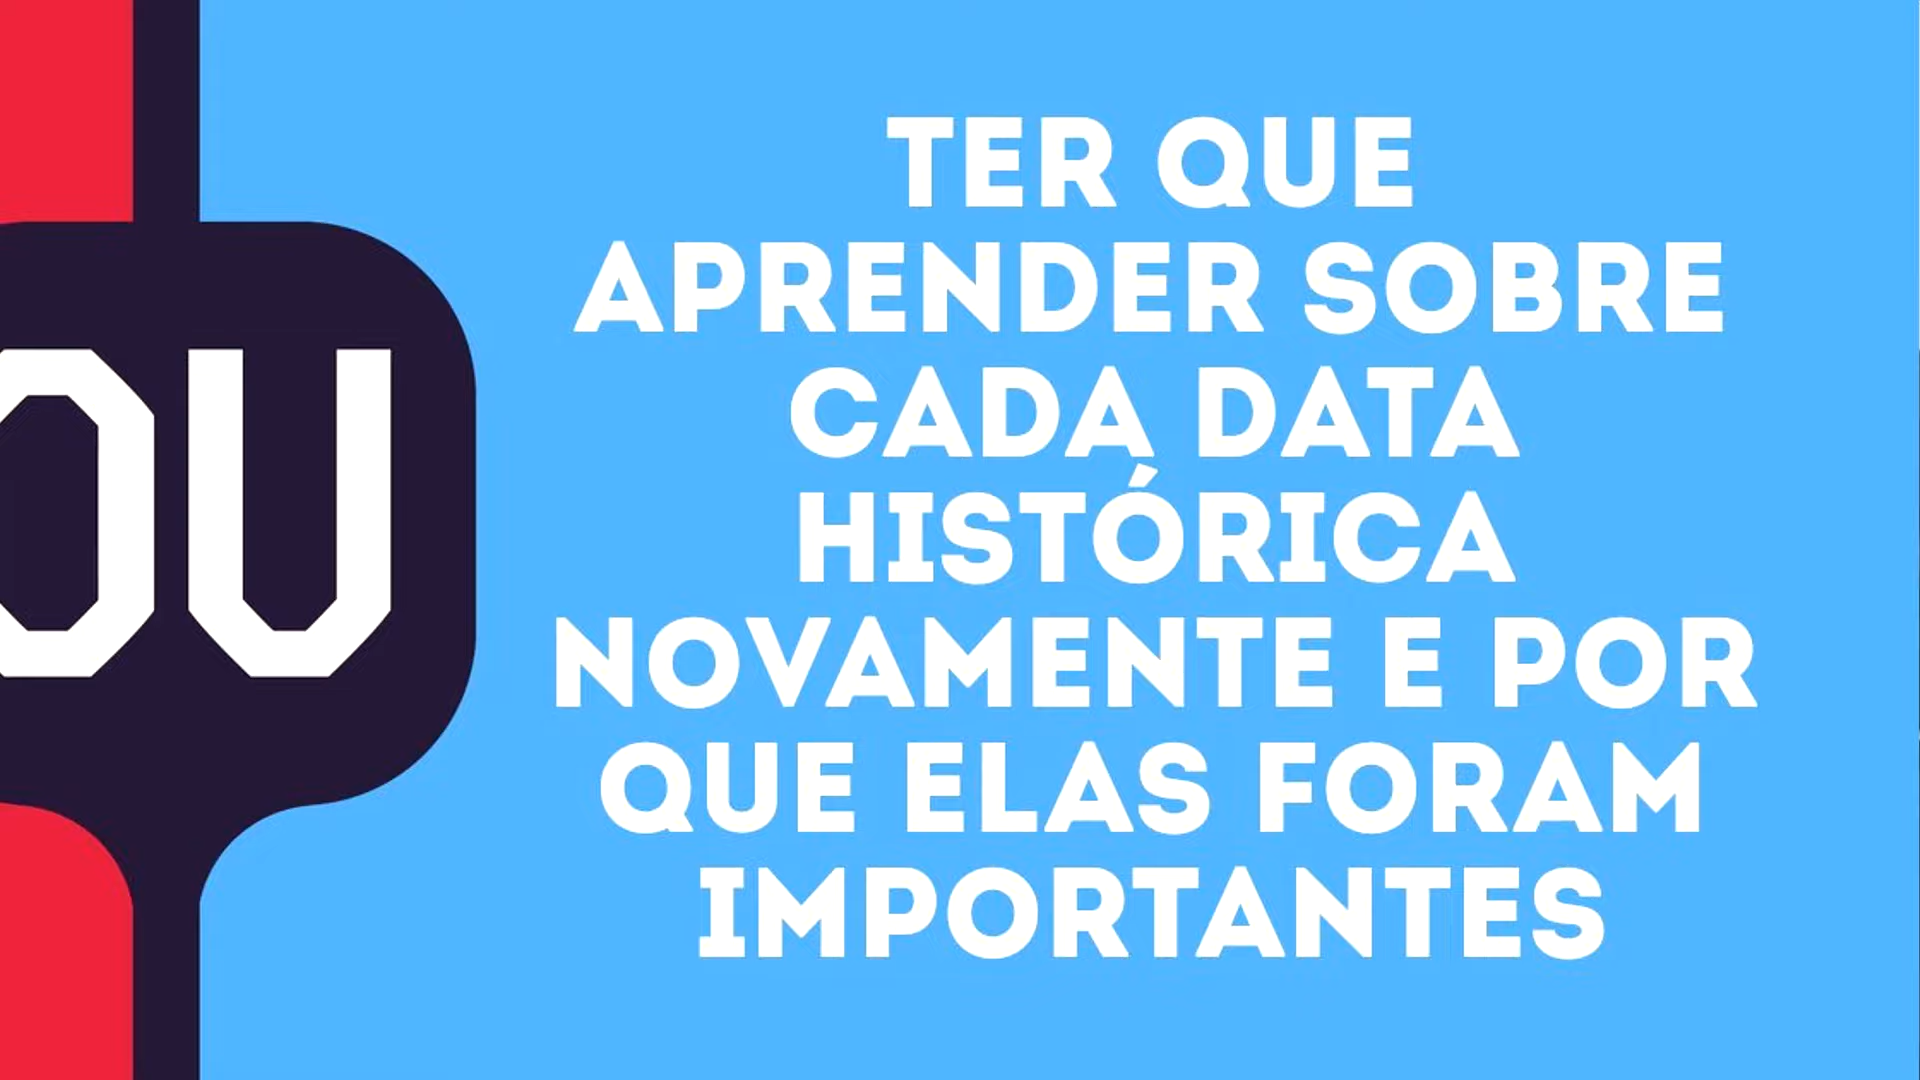 OU
TER QUE
APRENDER SOBRE
CADA DATA
HISTÓRICA
NOVAMENTE E POR
QUE ELAS FORAM
IMPORTANTES